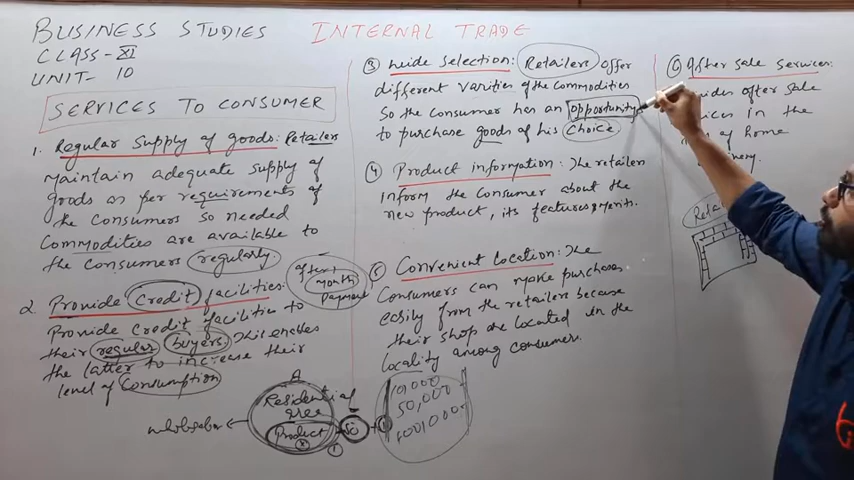 BUSINESS STUDIES
CLASS-XI
UNIT- 10
INTERNAL TRADE
SERVICES TO CONSUMER
1. Regular Supply of goods: Retailers
maintain adequate supply of
goods as per requirements of
the consumers so needed
Commodities are available to
the consumers regularly.
2. Provide Credit facilities:
Provide Credit facilities to
their regular buyers. This enables
the latter to increase their
level of Consumption
after 1
month
payment
A
Residential
area
Product
wholesaler
50
10,000
50,000
③ wide Selection: Retailers offer
different varities of the commodities
So the Consumer has an opportunity
to purchase goods of his choice
④ Product information: The retailers
inform the Consumer about the
new product, its features, merits.
⑤ Convenient Location: The
Consumers can make purchases
easily from the retailers because
their shop are located in the
locality among consumer.
⑥ After sale services:
after sale
in the
of home